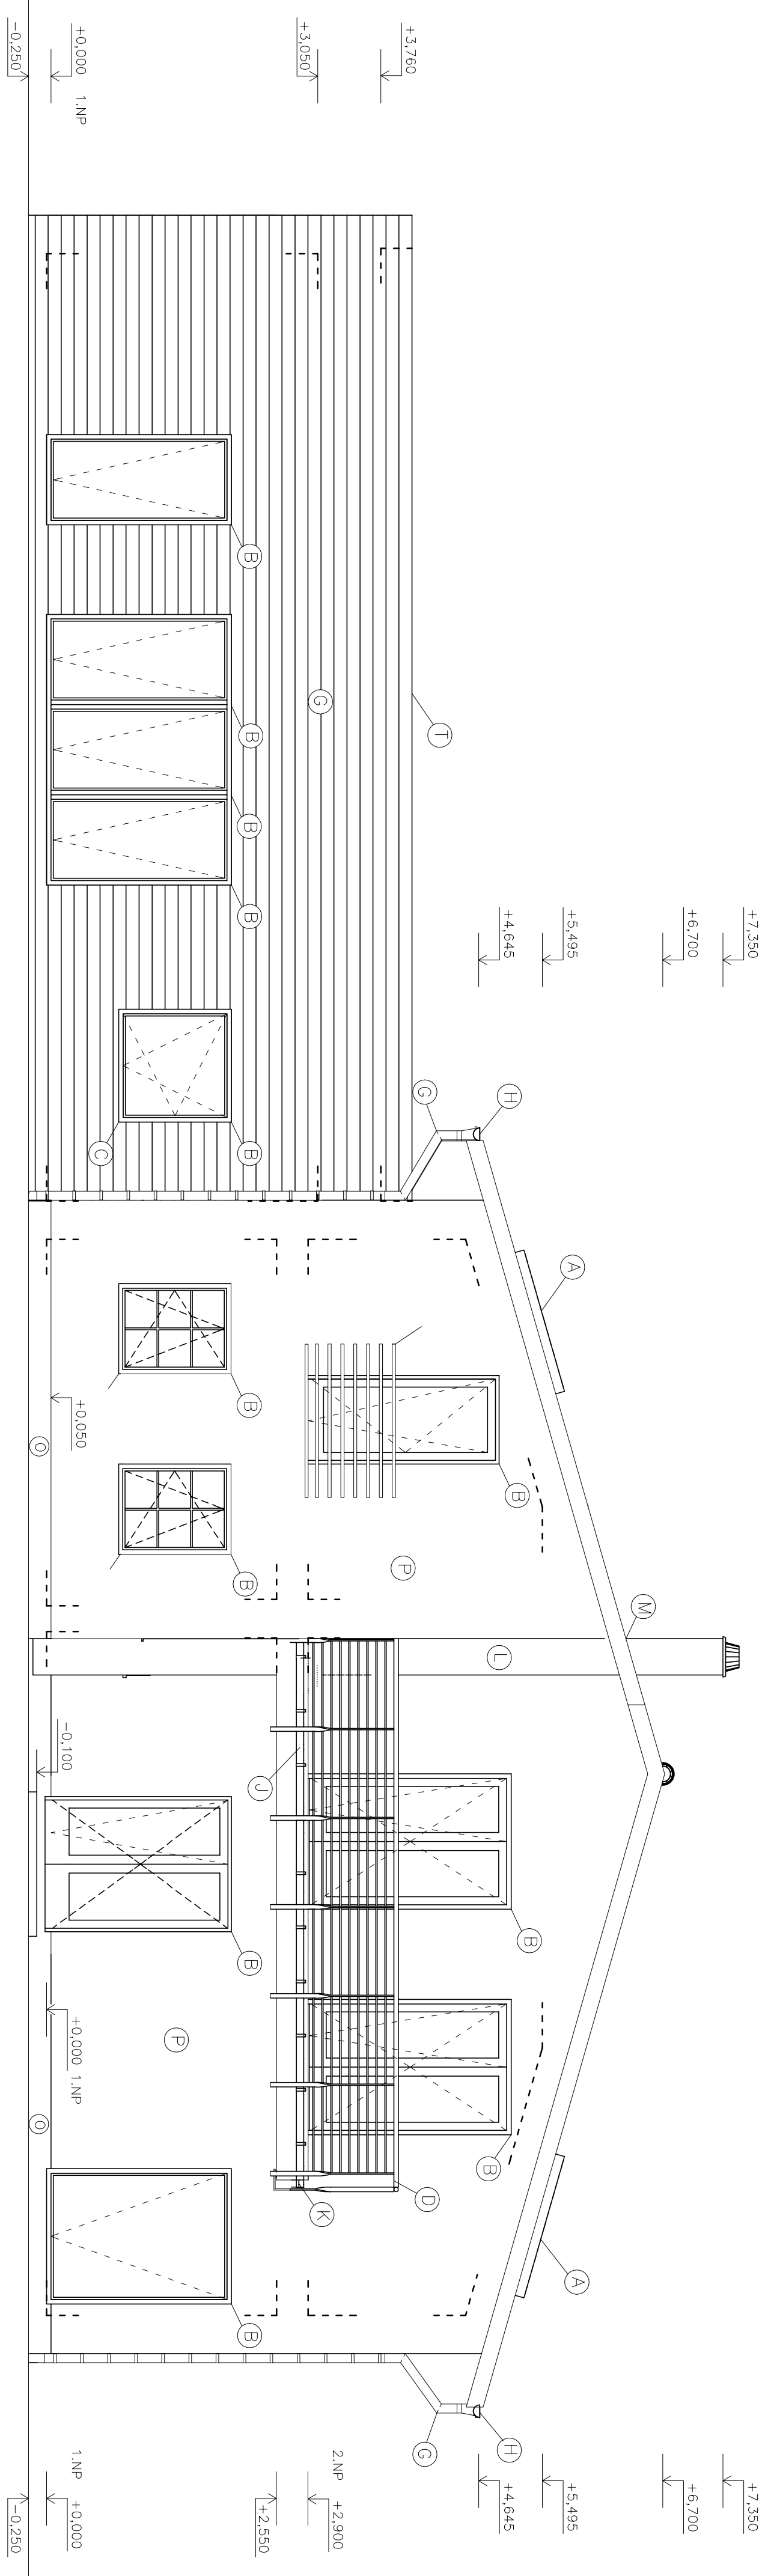 +3,760
+3,050
+0,000
1.NP
-0,250
T
G
B
B
B
B
B
C
+7,350
+6,700
+5,495
+4,645
H
G
A
B
B
B
+0,050
O
P
M
L
J
-0,100
B
B
B
P
+0,000 1.NP
O
D
K
A
B
H
G
+7,350
+6,700
+5,495
+4,645
2.NP
+2,900
+2,550
1.NP
+0,000
-0,250